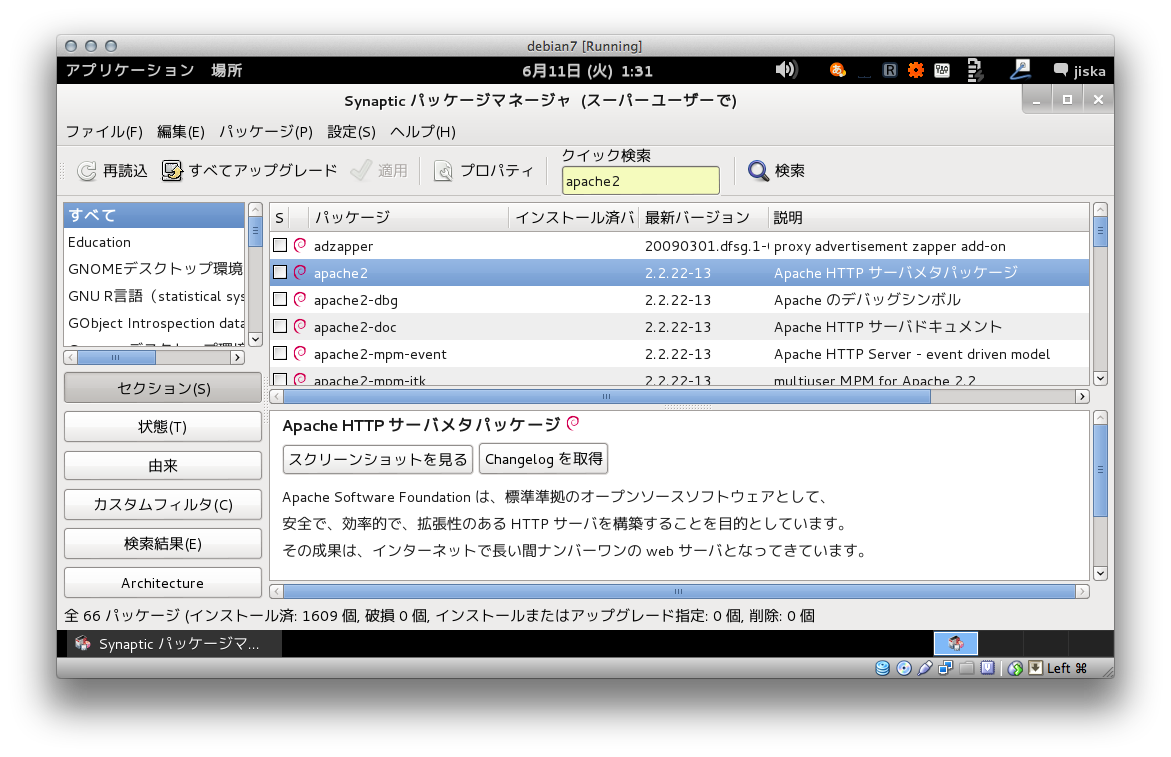 debian7 [Running]
アプリケーション 場所 6月11日 (火) 1:31 jiska
Synaptic パッケージマネージャ (スーパーユーザーで)
ファイル(F) 編集(E) パッケージ(P) 設定(S) ヘルプ(H)
クイック検索
再読込 すべてアップグレード 適用 プロパティ apache2 検索
すべて
Education
GNOMEデスクトップ環境
GNU R言語（statistical sys
GObject Introspection data
セクション(S)
状態(T)
由来
カスタムフィルタ(C)
検索結果(E)
Architecture
S パッケージ インストール済バ 最新バージョン 説明
adzapper 20090301.dfsg.1- proxy advertisement zapper add-on
apache2 2.2.22-13 Apache HTTP サーバメタパッケージ
apache2-dbg 2.2.22-13 Apache のデバッグシンボル
apache2-doc 2.2.22-13 Apache HTTP サーバドキュメント
apache2-mpm-event 2.2.22-13 Apache HTTP Server - event driven model
apache2-mpm-itk 2.2.22-13 multiuser MPM for Apache 2.2
Apache HTTP サーバメタパッケージ
スクリーンショットを見る Changelog を取得
Apache Software Foundation は、標準準拠のオープンソースソフトウェアとして、
安全で、効率的で、拡張性のある HTTP サーバを構築することを目的としています。
その成果は、インターネットで長い間ナンバーワンの web サーバとなってきています。
全 66 パッケージ (インストール済: 1609 個, 破損 0 個, インストールまたはアップグレード指定: 0 個, 削除: 0 個
Synaptic パッケージマ...
Left ⌘